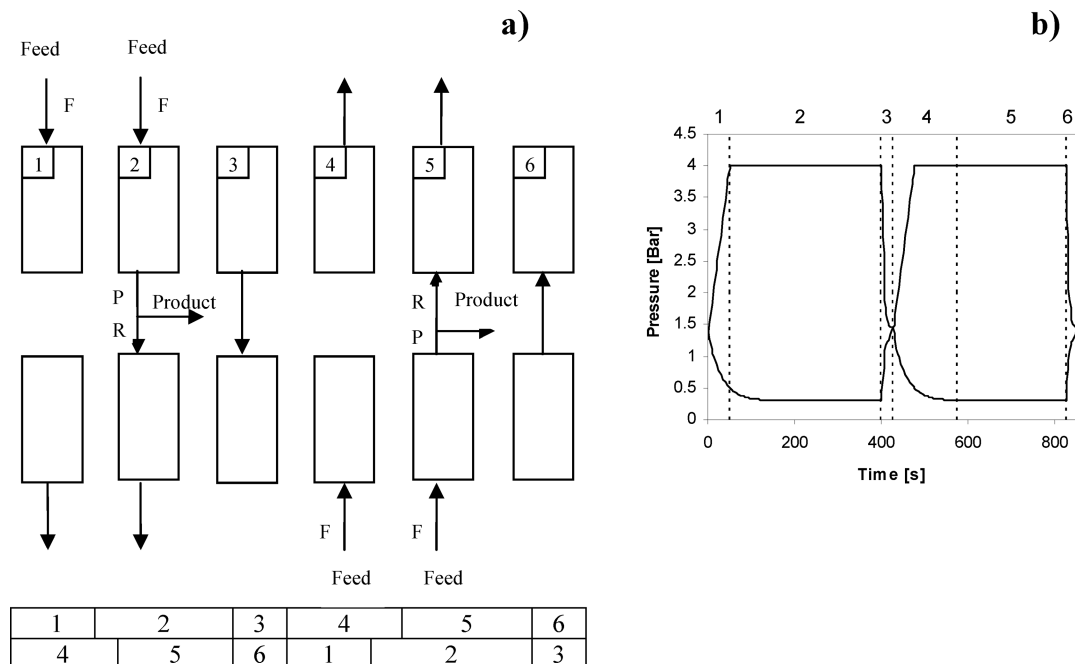 a)
Feed
Feed
F
F
1
2
3
4
5
6
P
Product
R
R
Product
P
F
F
Feed
Feed
1 2 3 4 5 6
4 5 6 1 2 3
b)
1 2 3 4 5 6
4.5
4
3.5
3
2.5
2
1.5
1
0.5
0
Pressure [Bar]
0 200 400 600 800
Time [s]